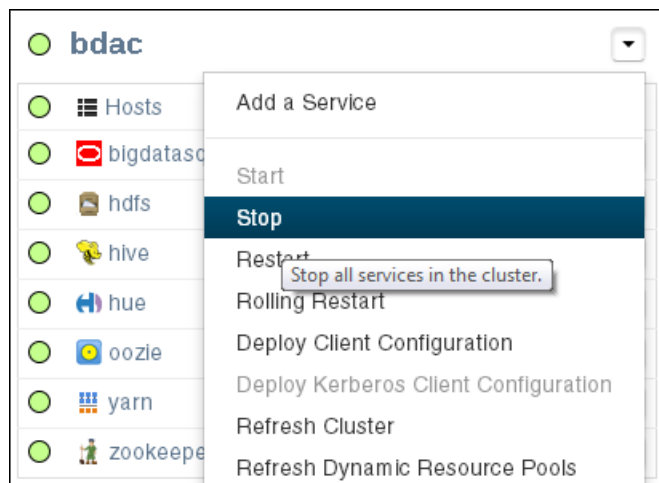 bdac
Hosts
bigdatasc
hdfs
hive
hue
oozie
yarn
zookeepe
Add a Service
Start
Stop
Restart
Stop all services in the cluster.
Rolling Restart
Deploy Client Configuration
Deploy Kerberos Client Configuration
Refresh Cluster
Refresh Dynamic Resource Pools